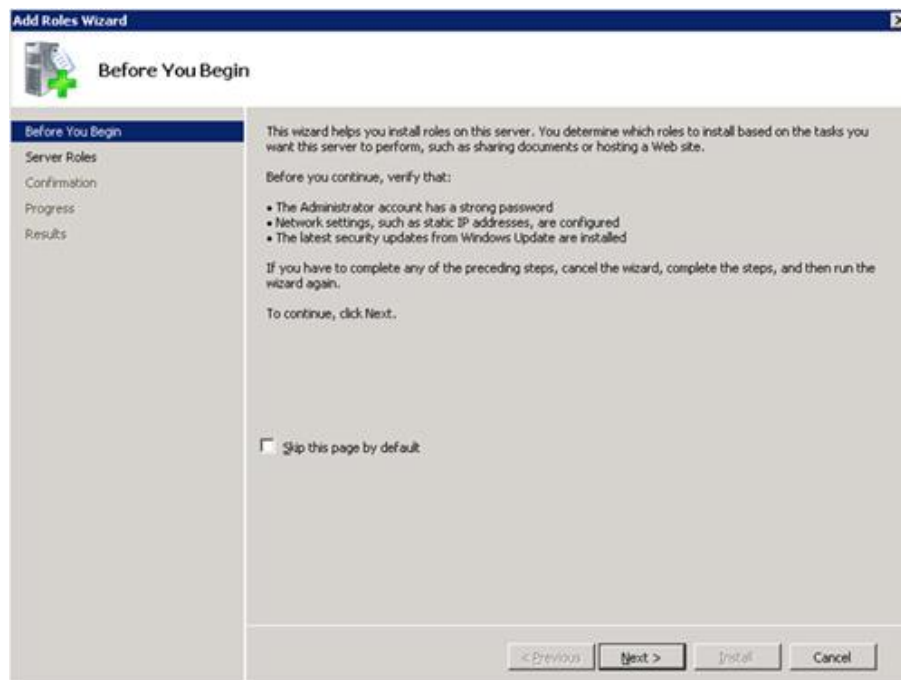 Add Roles Wizard
Before You Begin
Before You Begin
Server Roles
Confirmation
Progress
Results
This wizard helps you install roles on this server. You determine which roles to install based on the tasks you
want this server to perform, such as sharing documents or hosting a Web site.
Before you continue, verify that:
• The Administrator account has a strong password
• Network settings, such as static IP addresses, are configured
• The latest security updates from Windows Update are installed
If you have to complete any of the preceding steps, cancel the wizard, complete the steps, and then run the
wizard again.
To continue, click Next.
Skip this page by default
< Previous
Next >
Install
Cancel